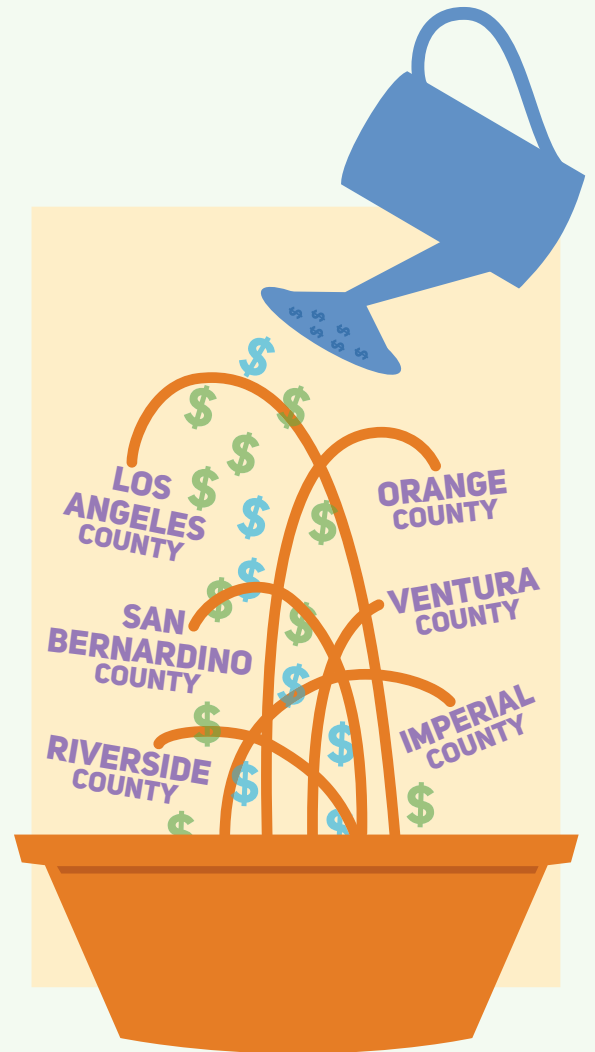 LOS
ANGELES
COUNTY
ORANGE
COUNTY
SAN
BERNARDINO
COUNTY
VENTURA
COUNTY
RIVERSIDE
COUNTY
IMPERIAL
COUNTY